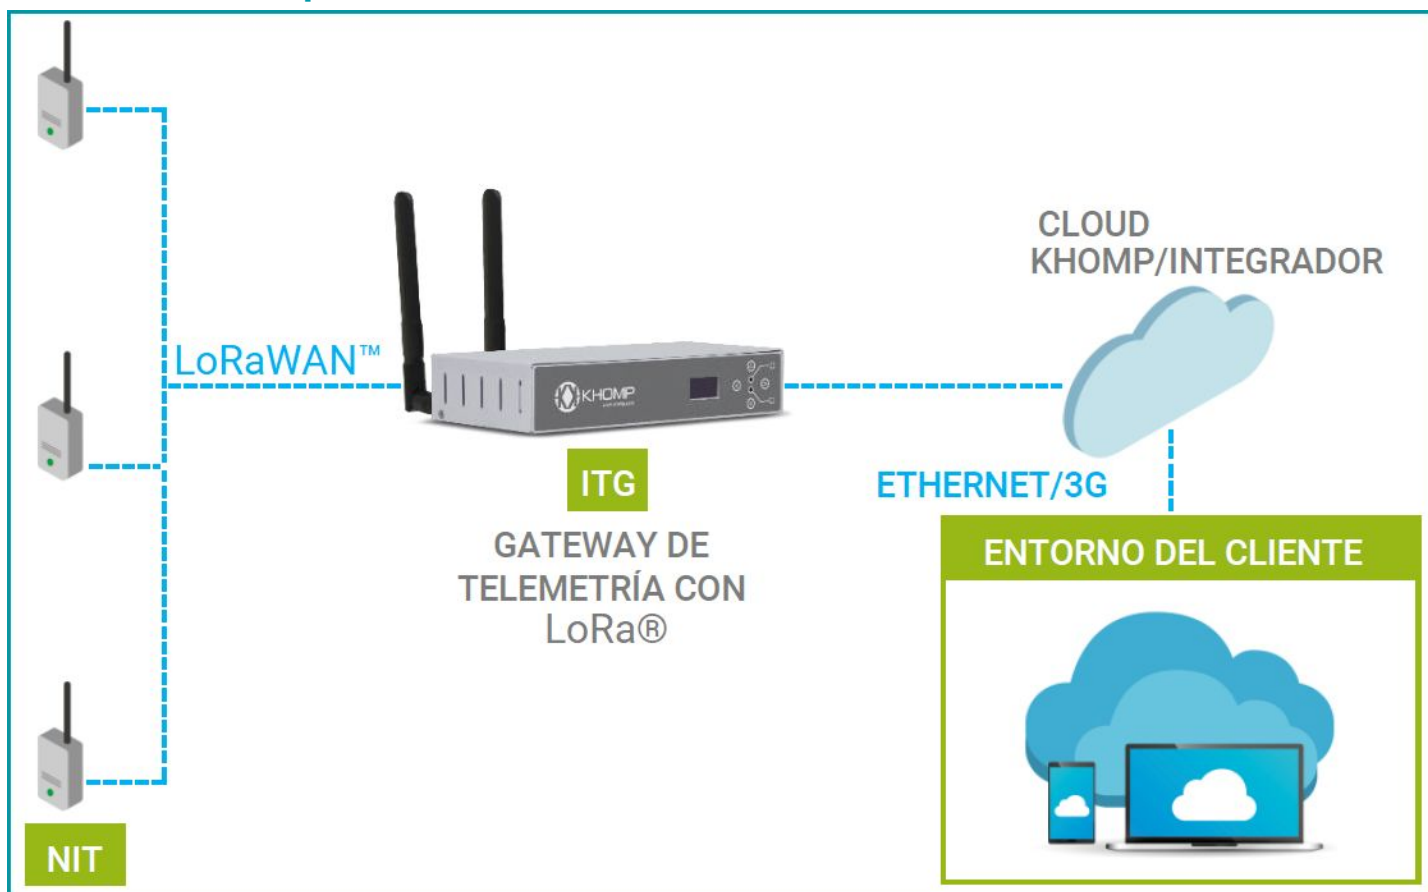 LoRaWAN™
KHOMP
ITG
GATEWAY DE
TELEMETRÍA CON
LoRa®
CLOUD
KHOMP/INTEGRADOR
ETHERNET/3G
ENTORNO DEL CLIENTE
NIT